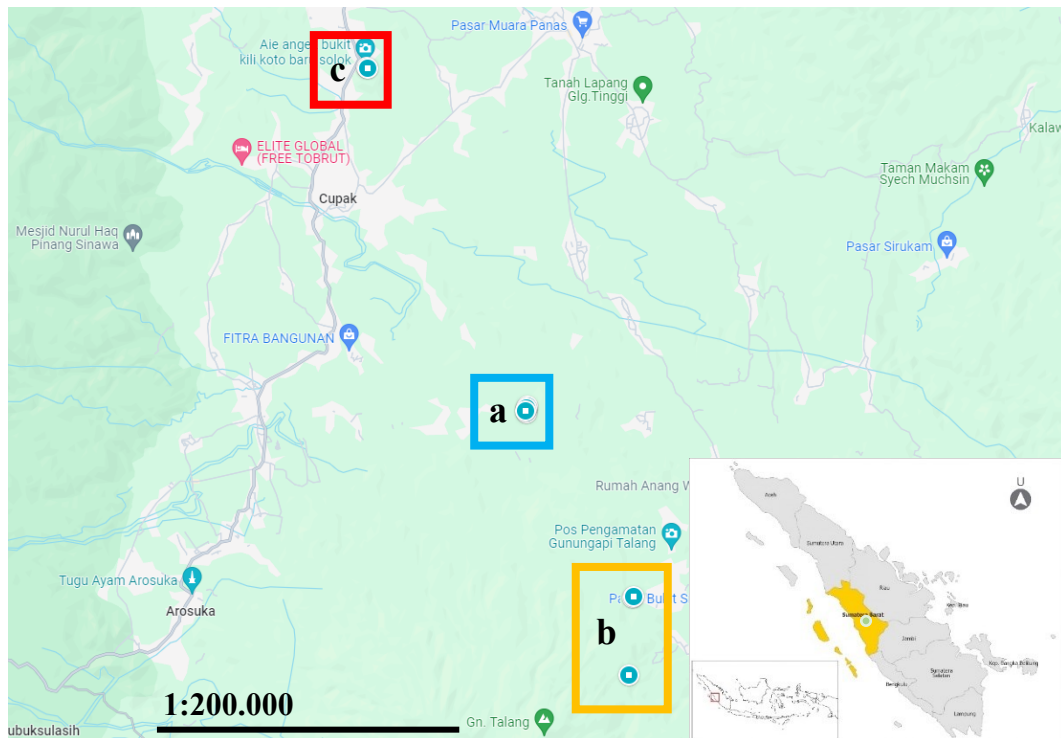 Aie angek bukit
kili koto baru solok
c
Pasar Muara Panas
Tanah Lapang
Glg.Tinggi
Kalaw
ELITE GLOBAL
(FREE TOBRUT)
Taman Makam
Syech Muchsin
Cupak
Mesjid Nurul Haq
Pinang Sinawa
Pasar Sirukam
FITRA BANGUNAN
a
Rumah Anang W
Pos Pengamatan
Gunungapi Talang
Tugu Ayam Arosuka
Arosuka
Bukit S
b
1:200.000
Gn. Talang
ubuksulasih
U
Aceh
Sumatera Utara
Riau
Sumatera Barat
Jambi
Sumatera
Selatan
Bengkulu
Lampung